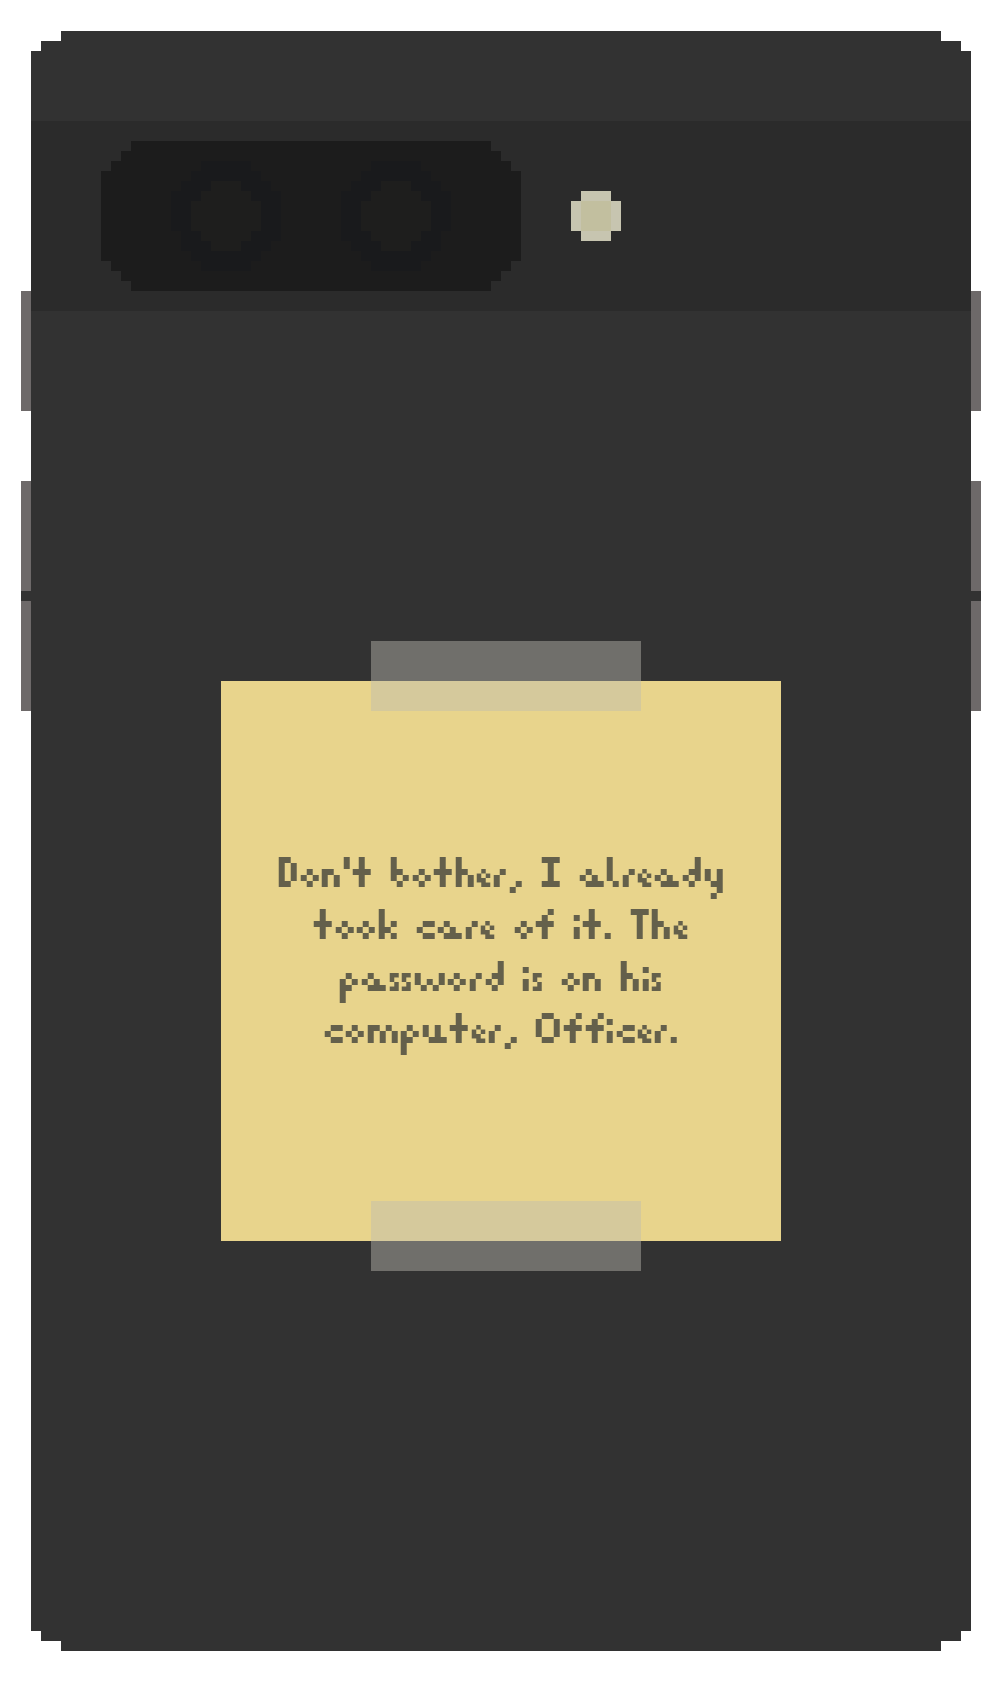 Don't bother, I already
took care of it. The
password is on his
computer, Officer.